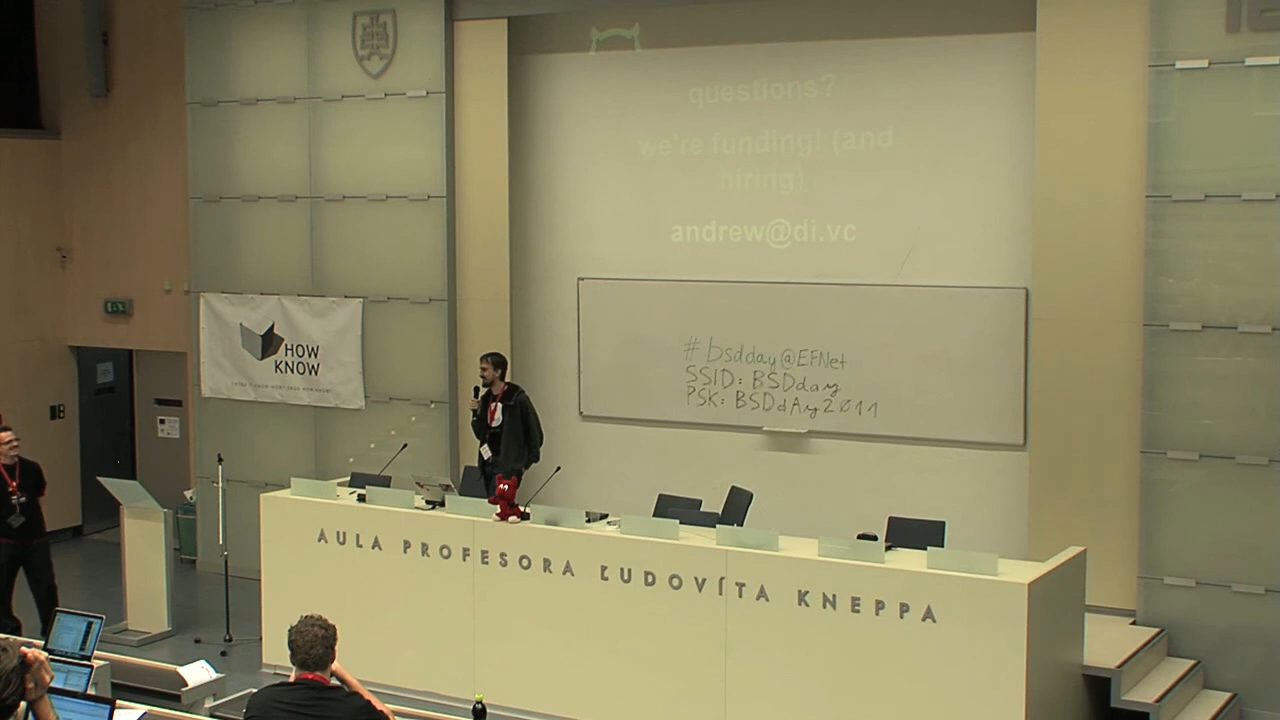 questions?
we're funding! (and
hiring)
andrew@di.vc
#bsdday@EFNet
SSID: BSDday
PSK: BSDdAy2011
HOW
KNOW
AULA PROFESORA ĽUDOVÍTA KNEPPA